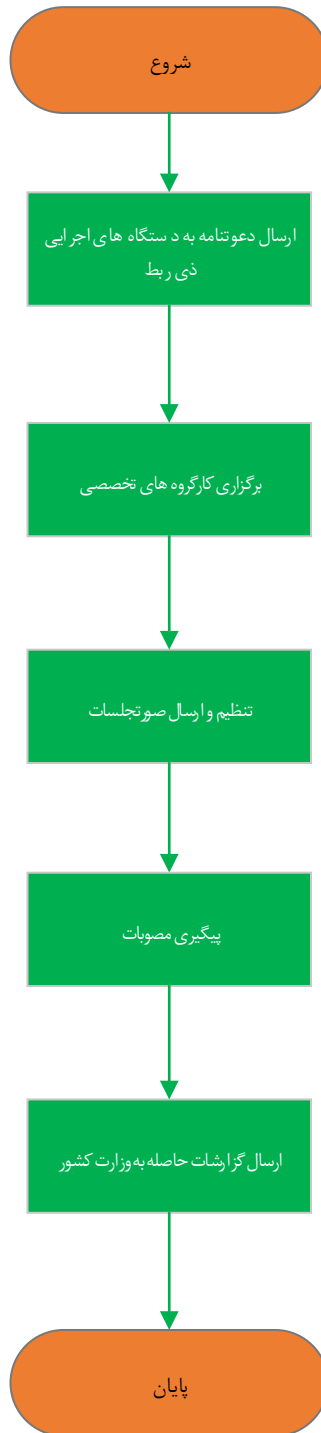 شروع
ارسال دعوتنامه به دستگاه های اجرایی
ذی ربط
برگزاری کارگروه های تخصصی
تنظیم و ارسال صورتجلسات
پیگیری مصوبات
ارسال گزارشات حاصله به وزارت کشور
پایان